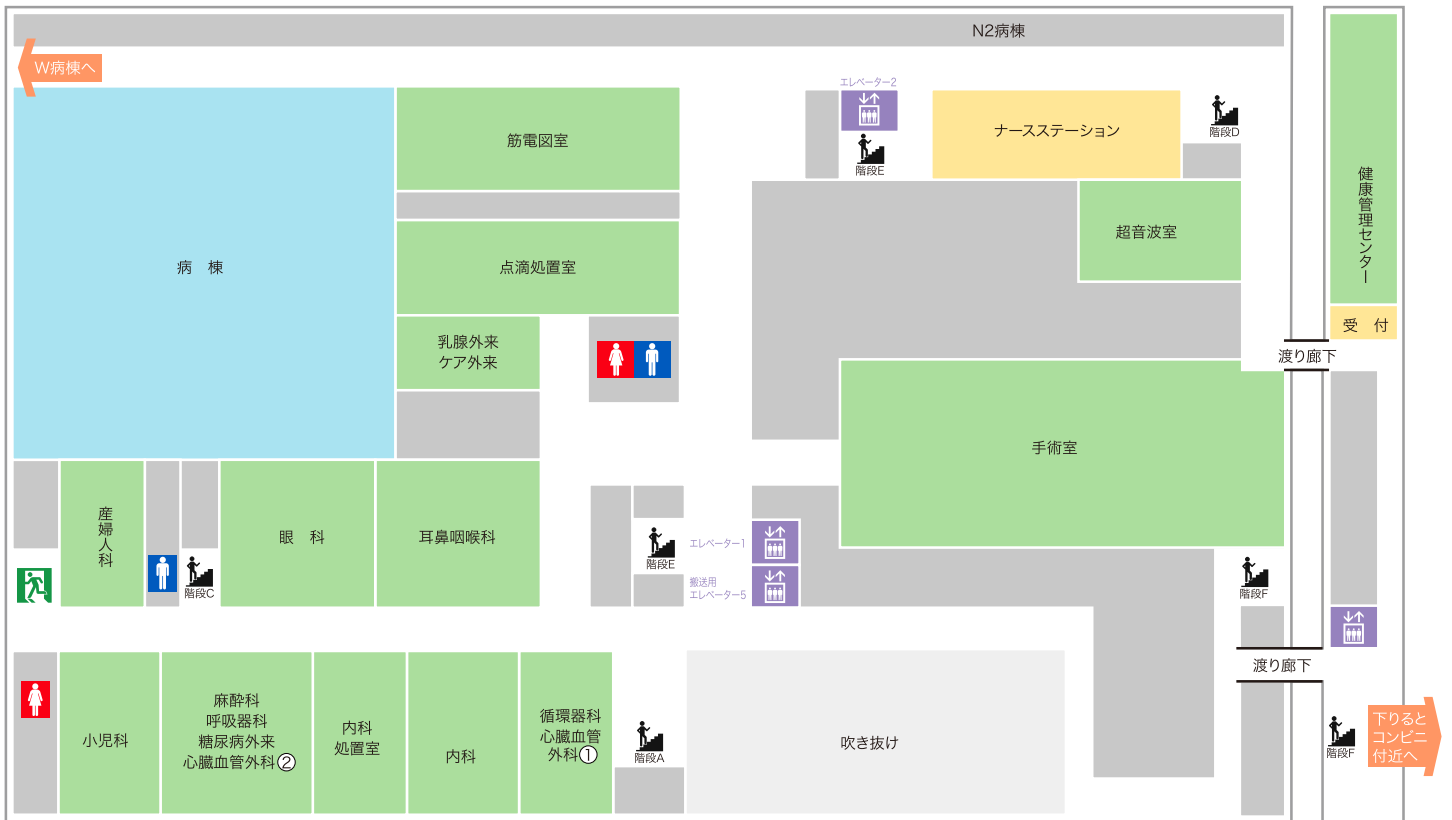 N2病棟
W病棟へ
エレベーター2
階段E
ナースステーション
階段D
筋電図室
健康管理センター
超音波室
病　棟
点滴処置室
受　付
乳腺外来
ケア外来
渡り廊下
手術室
産婦人科
眼　科
耳鼻咽喉科
階段C
階段E
エレベーター1
搬送用
エレベーター5
階段F
渡り廊下
小児科
麻酔科
呼吸器科
糖尿病外来
心臓血管外科②
内科
処置室
内科
循環器科
心臓血管
外科①
階段A
吹き抜け
階段F
下りると
コンビニ
付近へ